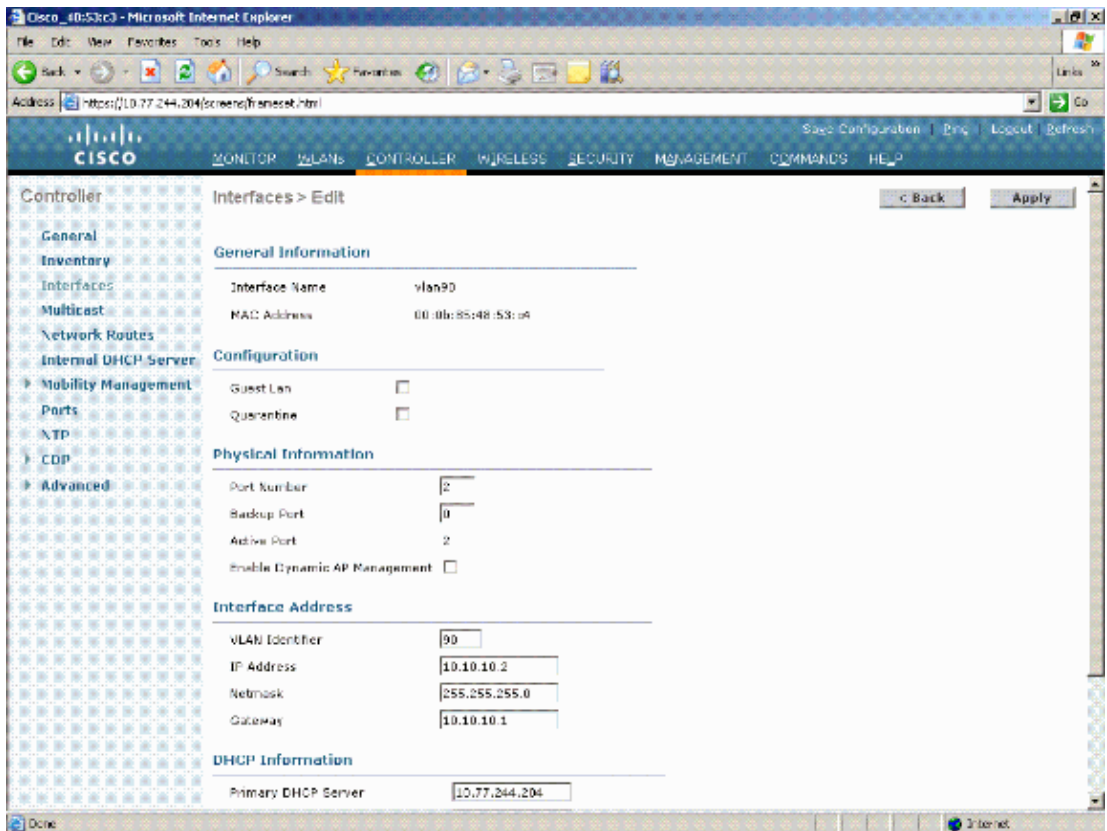 Cisco_40:53:c3 - Microsoft Internet Explorer
File Edit View Favorites Tools Help
Back Search Favorites Links
Address https://10.77.244.204/screens/frameset.html Go
Save Configuration | Ping | Logout | Refresh
CISCO
MONITOR WLANs CONTROLLER WIRELESS SECURITY MANAGEMENT COMMANDS HELP
Controller
General
Inventory
Interfaces
Multicast
Network Routes
Internal DHCP Server
Mobility Management
Ports
NTP
CDP
Advanced
Interfaces > Edit
< Back Apply
General Information
Interface Name vlan90
MAC Address
Configuration
Guest Lan
Quarantine
Physical Information
Port Number 2
Backup Port 0
Active Port 2
Enable Dynamic AP Management
Interface Address
VLAN Identifier 90
IP Address 10.10.10.2
Netmask 255.255.255.0
Gateway 10.10.10.1
DHCP Information
Primary DHCP Server 10.77.244.204
Done Internet